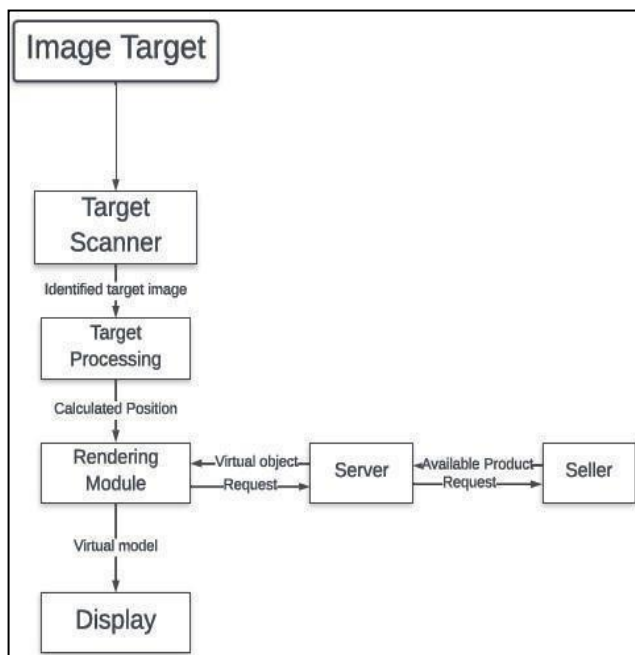 Image Target
Target
Scanner
Identified target image
Target
Processing
Calculated Position
Rendering
Module
Virtual object
Request
Server
Available Product
Request
Seller
Virtual model
Display